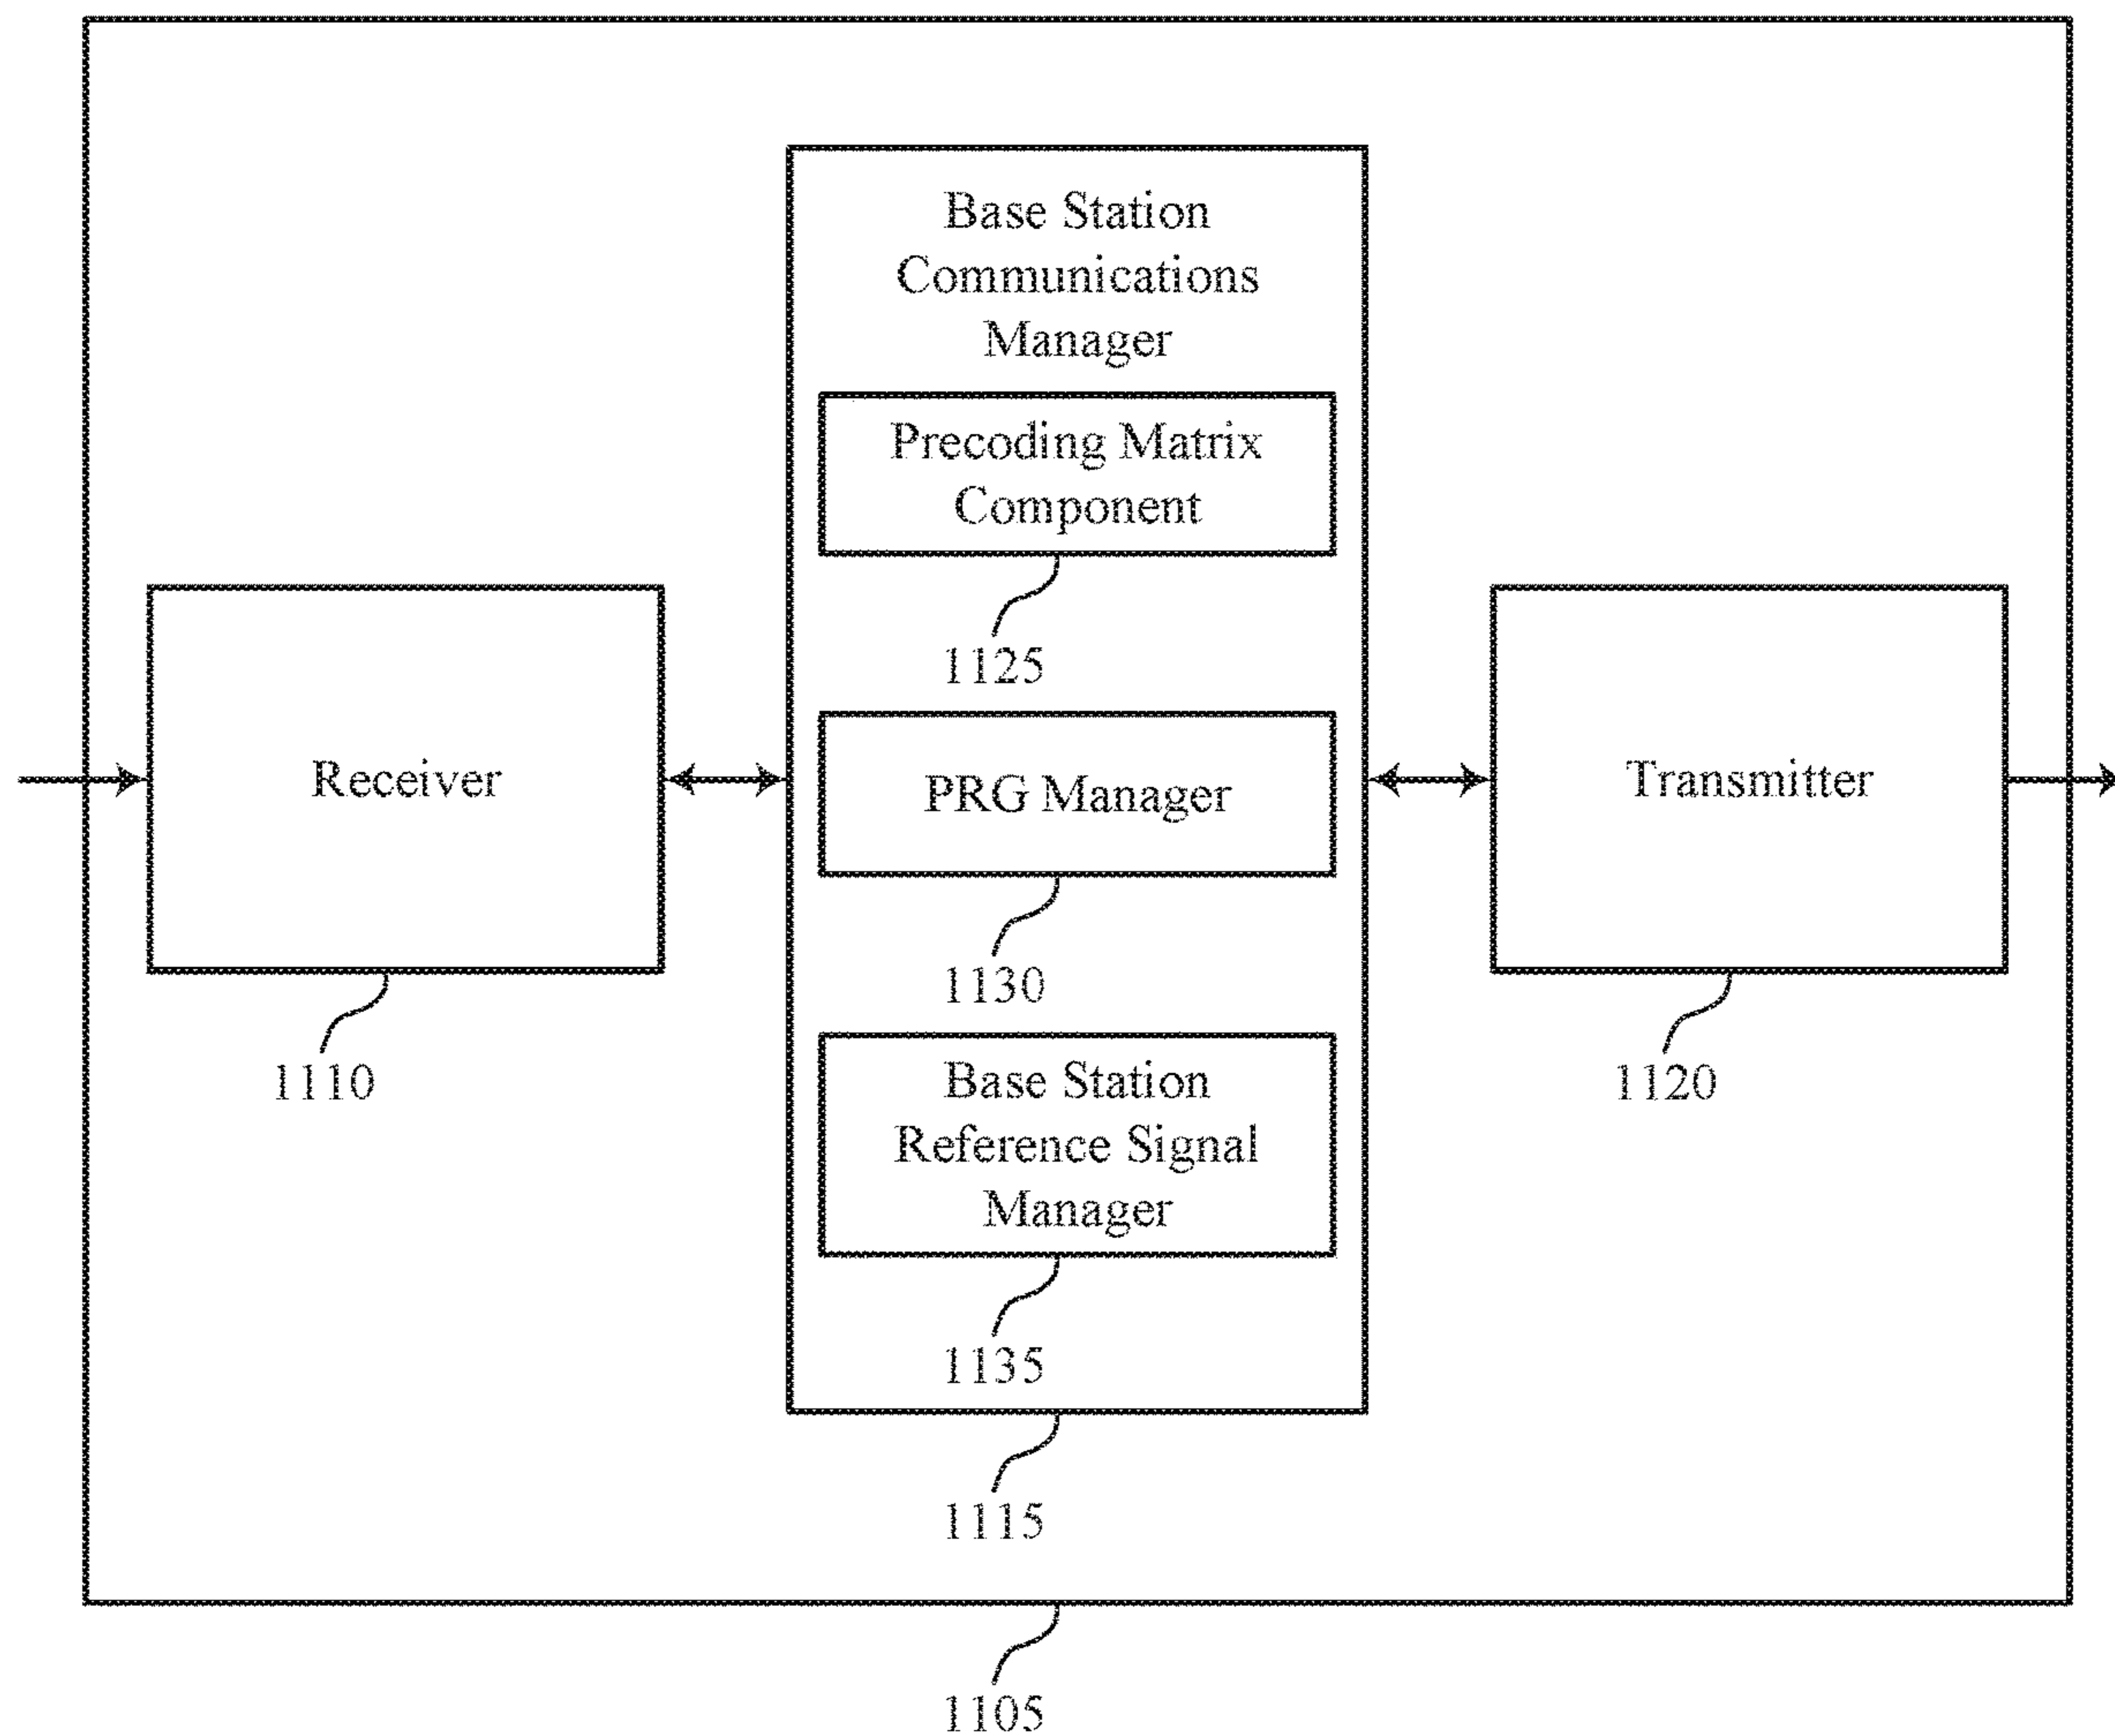 Base Station
Communications
Manager
Precoding Matrix
Component
1125
Receiver
PRG Manager
Transmitter
1130
1110
1120
Base Station
Reference Signal
Manager
1135
1115
1105